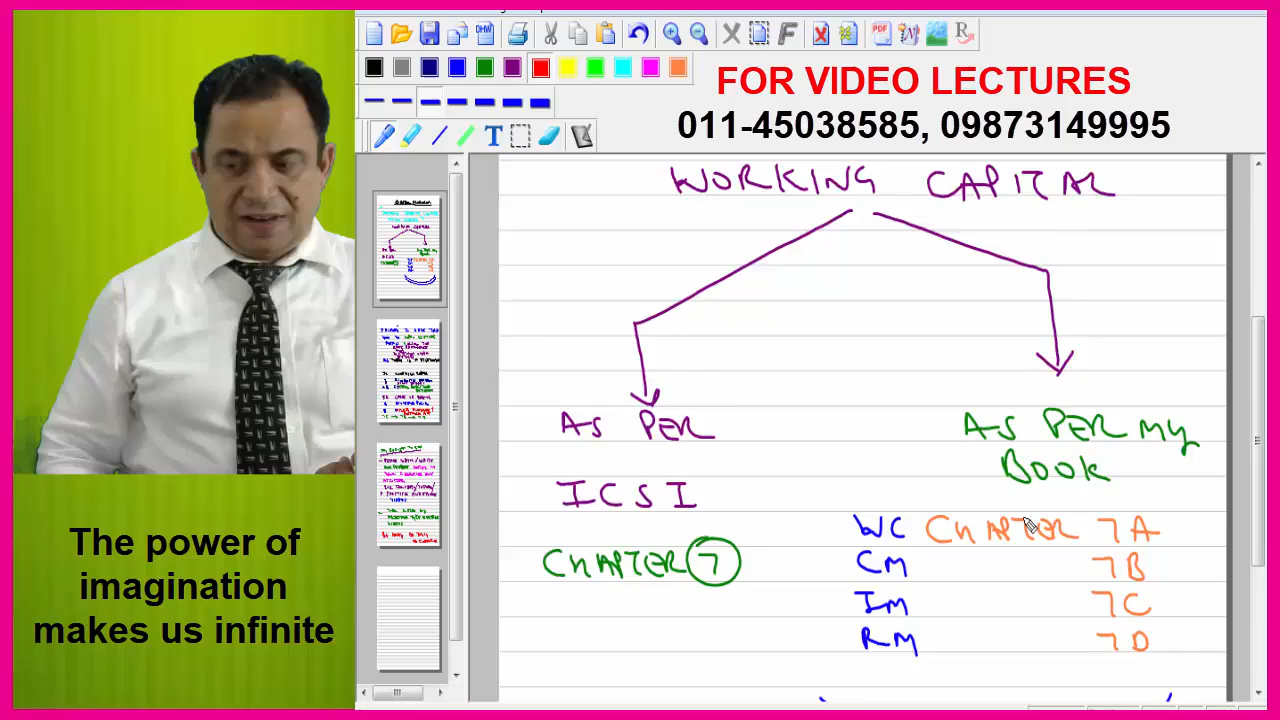 FOR VIDEO LECTURES
011-45038585, 09873149995
WORKING CAPITAL
AS PER
ICSI
CHAPTER 7
AS PER MY
BOOK
WC CHAPTER 7A
CM 7B
IM 7C
RM 7D
The power of
imagination
makes us infinite